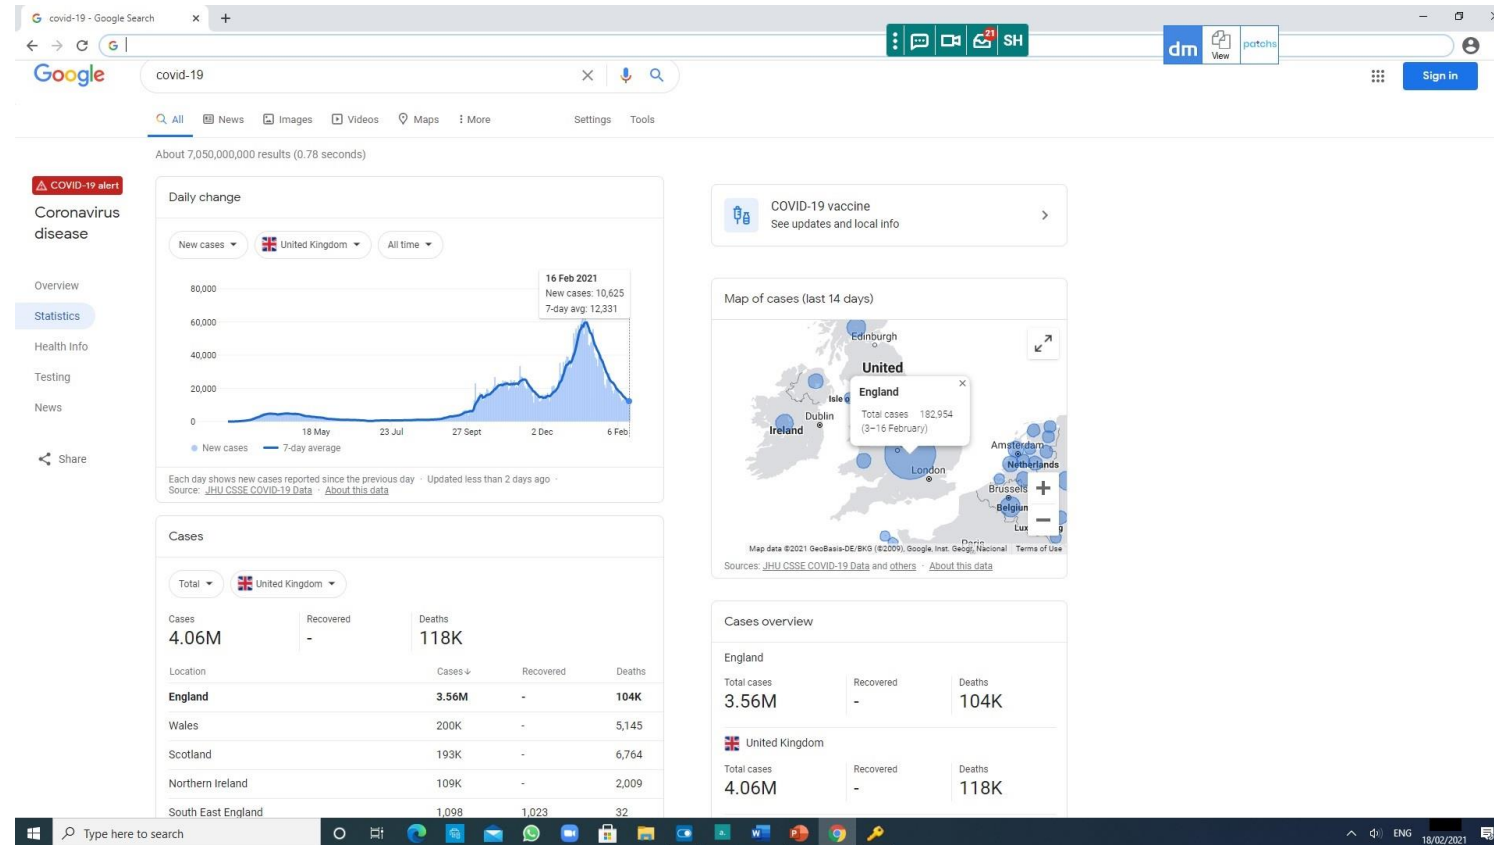 covid-19 - Google Search
21
SH
dm
View
patchs
Google
covid-19
Sign in
All News Images Videos Maps More Settings Tools
About 7,050,000,000 results (0.78 seconds)
COVID-19 alert
Coronavirus
disease
Overview
Statistics
Health Info
Testing
News
Share
Daily change
New cases United Kingdom All time
16 Feb 2021
New cases: 10,625
7-day avg: 12,331
80,000
60,000
40,000
20,000
0
18 May 23 Jul 27 Sept 2 Dec 6 Feb
New cases 7-day average
Each day shows new cases reported since the previous day · Updated less than 2 days ago ·
Source: JHU CSSE COVID-19 Data · About this data
Cases
Total United Kingdom
Cases Recovered Deaths
4.06M - 118K
Location Cases Recovered Deaths
England 3.56M - 104K
Wales 200K - 5,145
Scotland 193K - 6,764
Northern Ireland 109K - 2,009
South East England 1,098 1,023 32
COVID-19 vaccine
See updates and local info
Map of cases (last 14 days)
Edinburgh
United
Isle o
England
Total cases 182,954
(3–16 February)
Dublin
Ireland
London
Amsterdam
Netherlands
Brussels
Belgium
Paris
Map data ©2021 GeoBasis-DE/BKG (©2009), Google, Inst. Geogr. Nacional Terms of Use
Sources: JHU CSSE COVID-19 Data and others · About this data
Cases overview
England
Total cases Recovered Deaths
3.56M - 104K
United Kingdom
Total cases Recovered Deaths
4.06M - 118K
Type here to search
ENG
18/02/2021